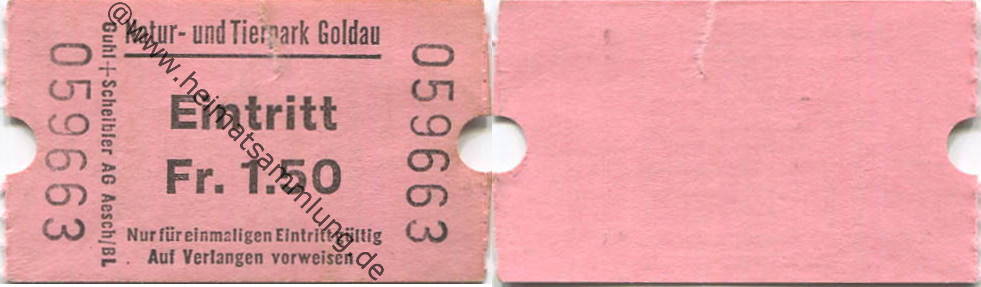 Natur- und Tierpark Goldau
Eintritt
Fr. 1.50
Nur für einmaligen Eintritt gültig
Auf Verlangen vorweisen
059663
Guhl + Scheibler AG Aesch/BL
059663
@www.heimatsammlung.de